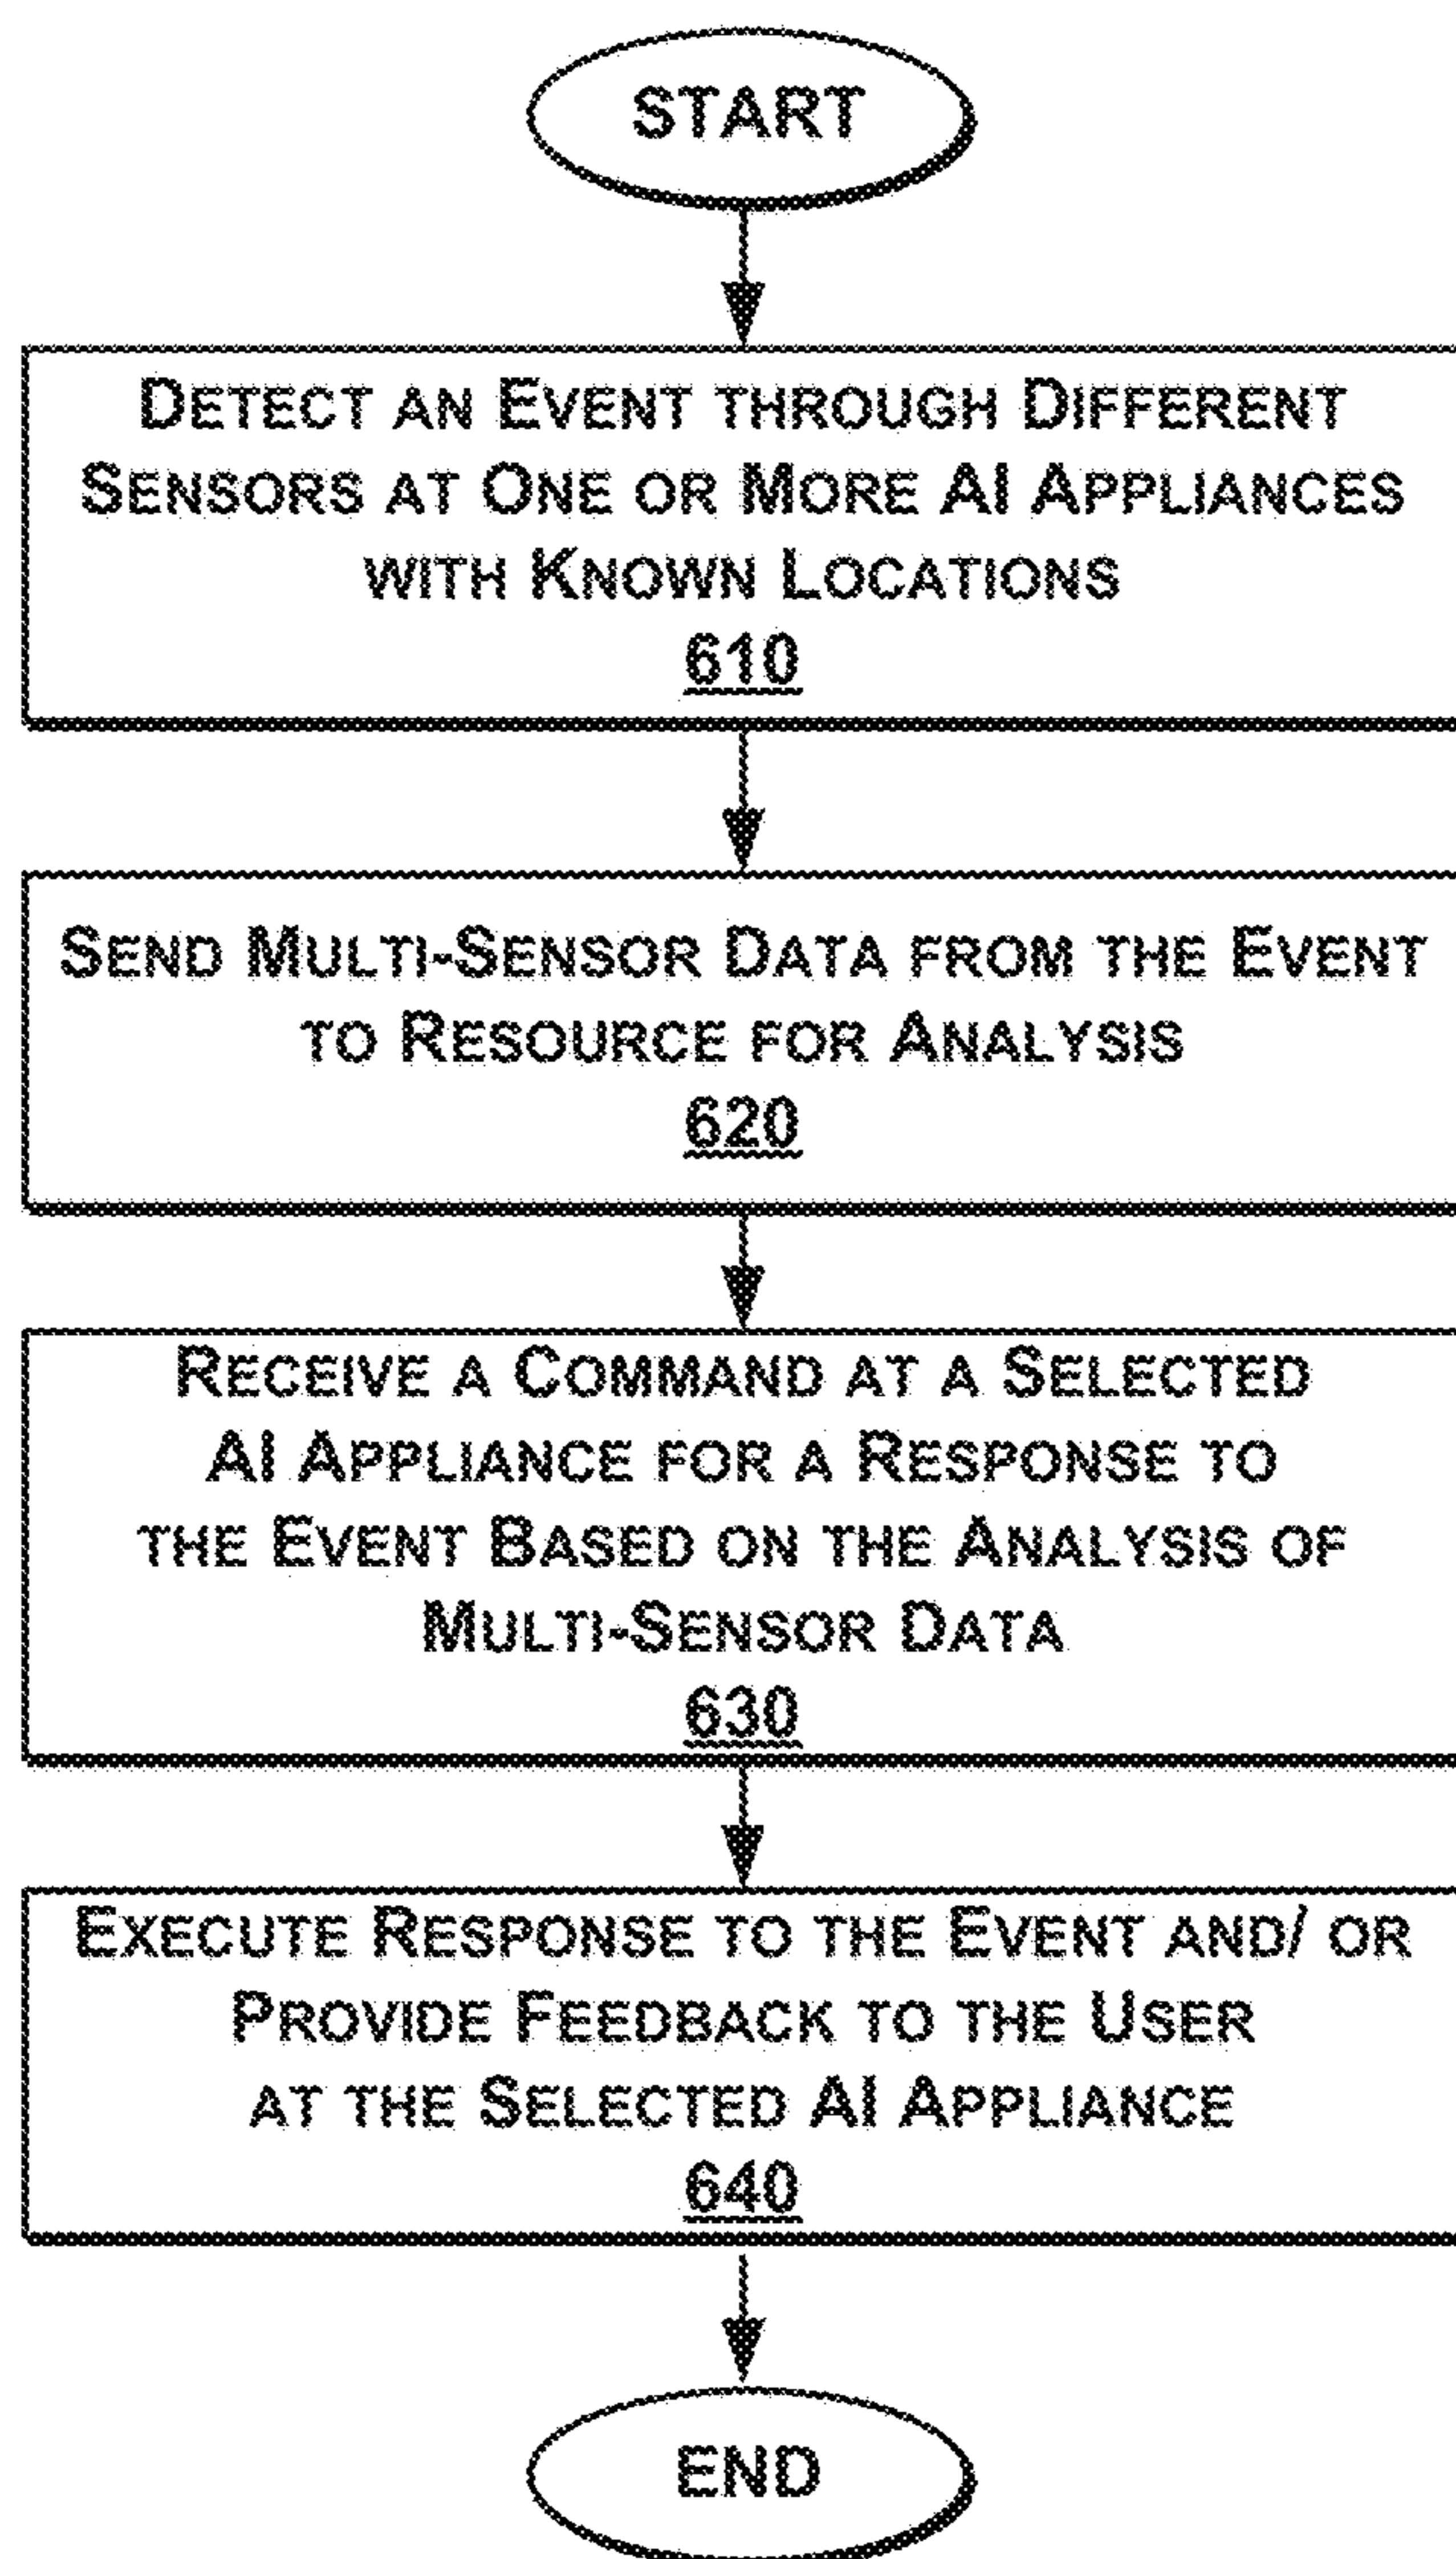 START
DETECT AN EVENT THROUGH DIFFERENT
SENSORS AT ONE OR MORE AI APPLIANCES
WITH KNOWN LOCATIONS
610
SEND MULTI-SENSOR DATA FROM THE EVENT
TO RESOURCE FOR ANALYSIS
620
RECEIVE A COMMAND AT A SELECTED
AI APPLIANCE FOR A RESPONSE TO
THE EVENT BASED ON THE ANALYSIS OF
MULTI-SENSOR DATA
630
EXECUTE RESPONSE TO THE EVENT AND/ OR
PROVIDE FEEDBACK TO THE USER
AT THE SELECTED AI APPLIANCE
640
END